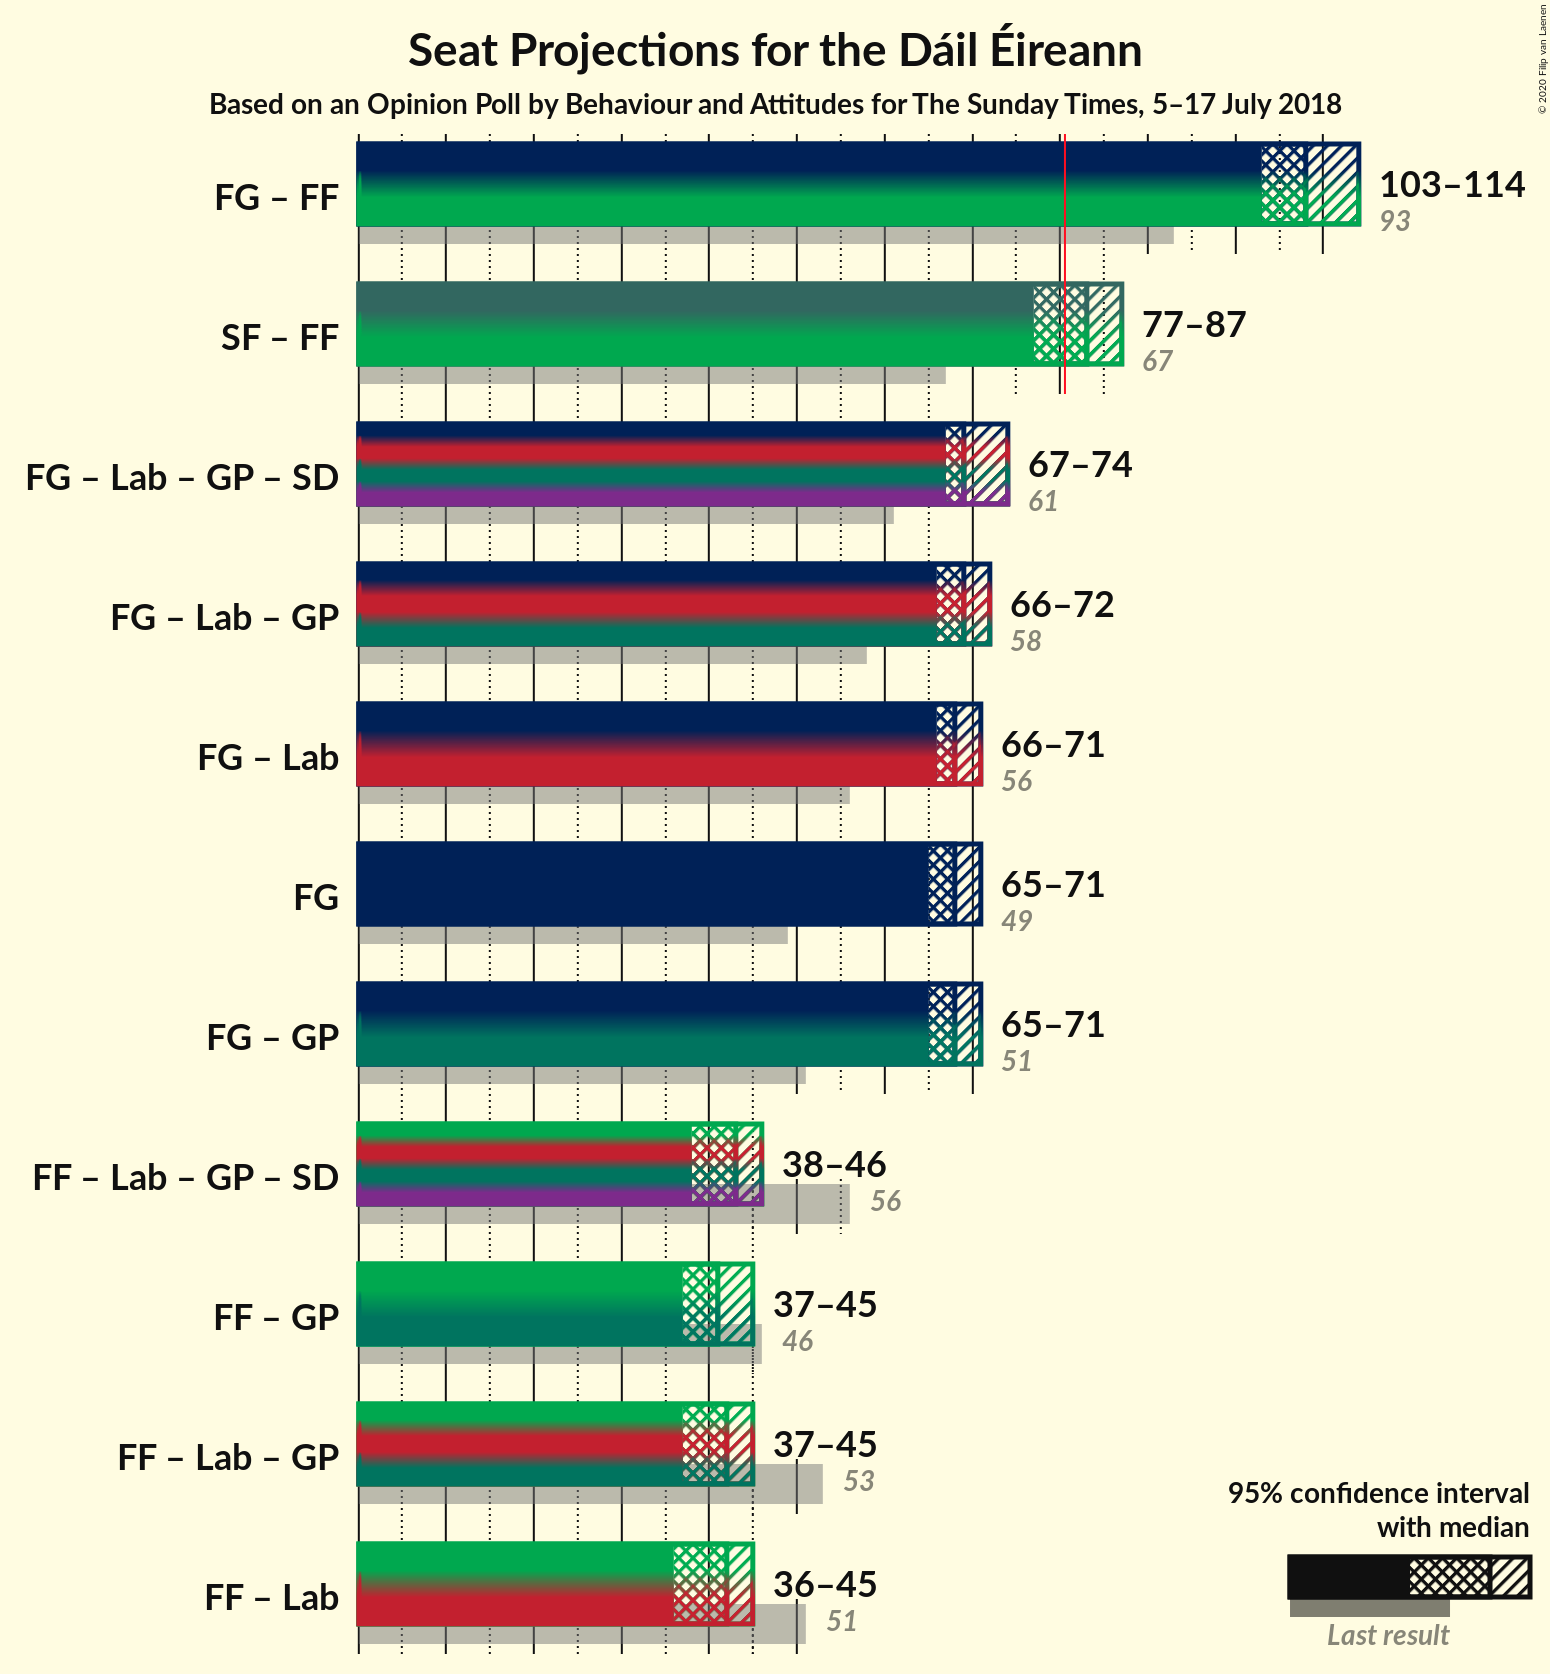 Seat Projections for the Dáil Éireann
Based on an Opinion Poll by Behaviour and Attitudes for The Sunday Times, 5–17 July 2018
© 2020 Filip van Laenen
FG – FF
103–114
93
SF – FF
77–87
67
FG – Lab – GP – SD
67–74
61
FG – Lab – GP
66–72
58
FG – Lab
66–71
56
FG
65–71
49
FG – GP
65–71
51
FF – Lab – GP – SD
38–46
56
FF – GP
37–45
46
FF – Lab – GP
37–45
53
FF – Lab
36–45
51
95% confidence interval
with median
Last result